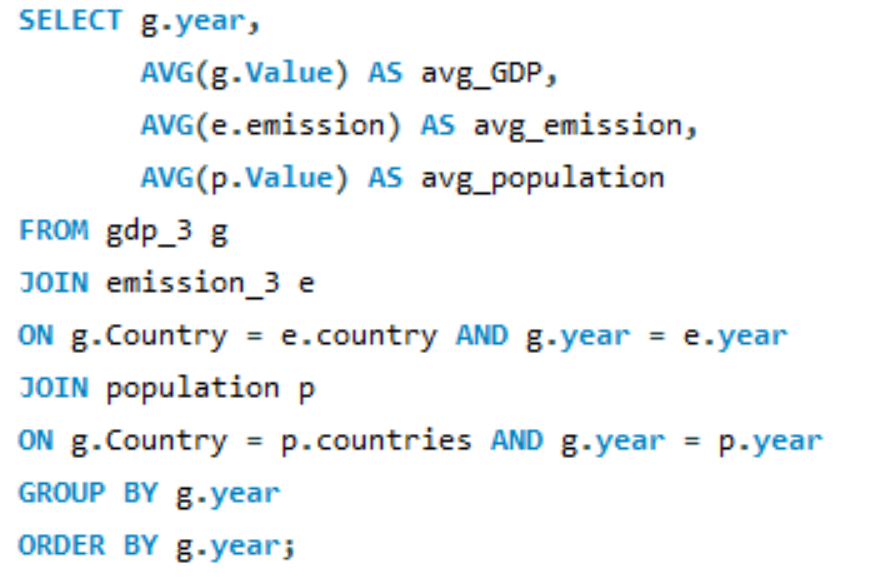 SELECT g.year,
AVG(g.Value) AS avg_GDP,
AVG(e.emission) AS avg_emission,
AVG(p.Value) AS avg_population
FROM gdp_3 g
JOIN emission_3 e
ON g.Country = e.country AND g.year = e.year
JOIN population p
ON g.Country = p.countries AND g.year = p.year
GROUP BY g.year
ORDER BY g.year;